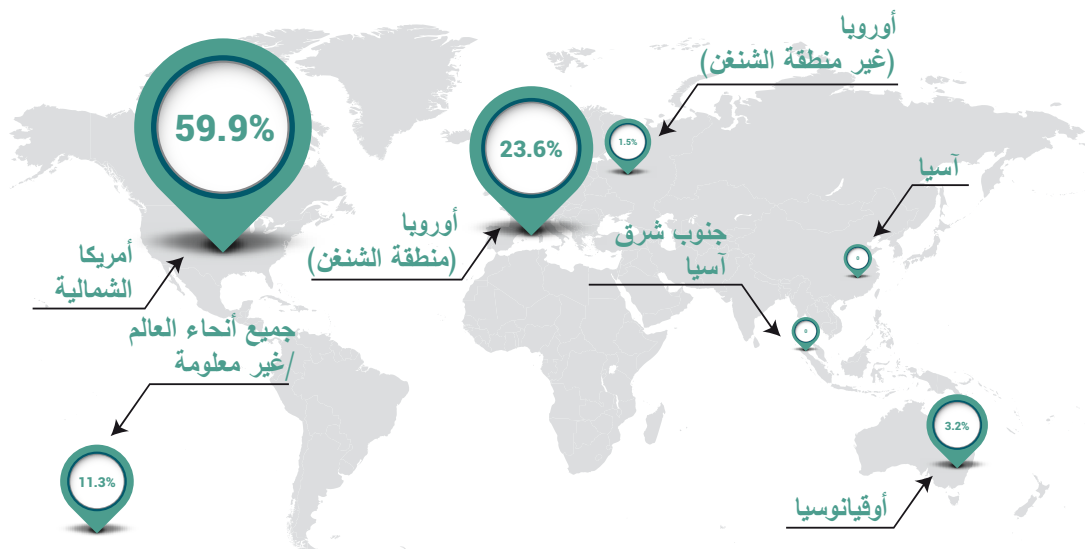 أوروبا
(غير منطقة الشنغن)
59.9%
23.6%
1.5%
آسيا
أوروبا
(منطقة الشنغن)
جنوب شرق
آسيا
أمريكا
الشمالية
0
0
جميع أنحاء العالم
/غير معلومة
3.2%
11.3%
أوقيانوسيا